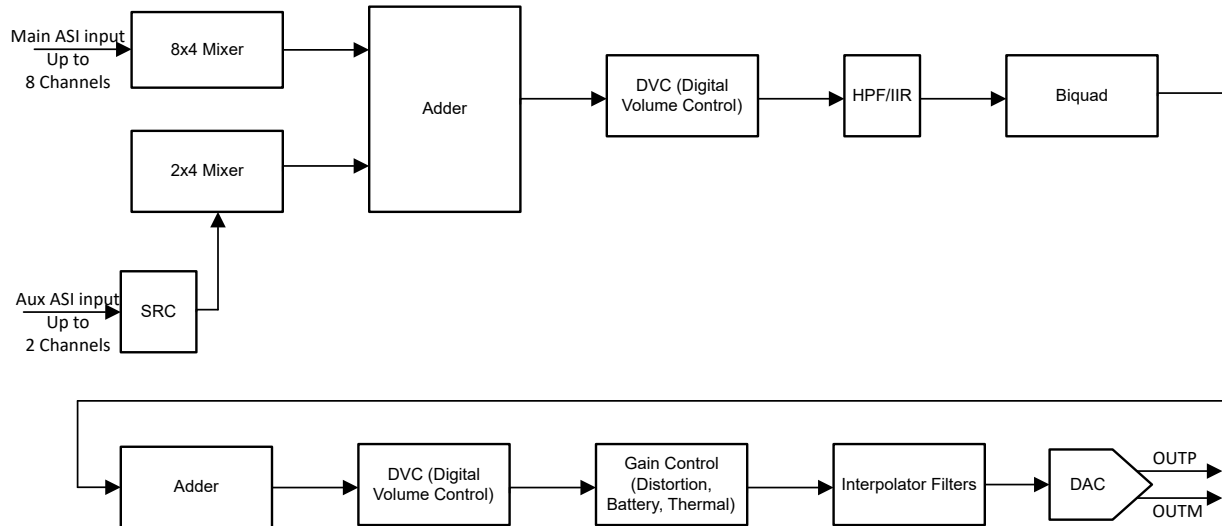 Main ASI input
Up to
8 Channels
8x4 Mixer
Adder
DVC (Digital
Volume Control)
HPF/IIR
Biquad
2x4 Mixer
Aux ASI input
Up to
2 Channels
SRC
Adder
DVC (Digital
Volume Control)
Gain Control
(Distortion,
Battery, Thermal)
Interpolator Filters
DAC
OUTP
OUTM